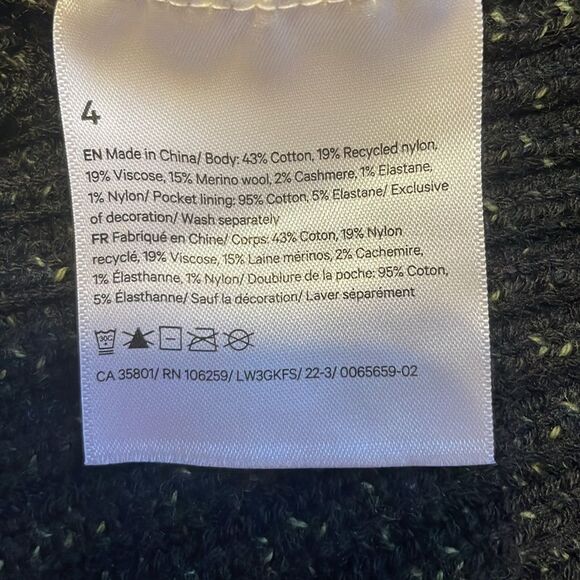 4
EN Made in China/ Body: 43% Cotton, 19% Recycled nylon,
19% Viscose, 15% Merino wool, 2% Cashmere, 1% Elastane,
1% Nylon/ Pocket lining: 95% Cotton, 5% Elastane/ Exclusive
of decoration/ Wash separately
FR Fabriqué en Chine/ Corps: 43% Coton, 19% Nylon
recyclé, 19% Viscose, 15% Laine mérinos, 2% Cachemire,
1% Élasthanne, 1% Nylon/ Doublure de la poche: 95% Coton,
5% Élasthanne/ Sauf la décoration/ Laver séparément
30C
CA 35801/ RN 106259/ LW3GKFS/ 22-3/ 0065659-02